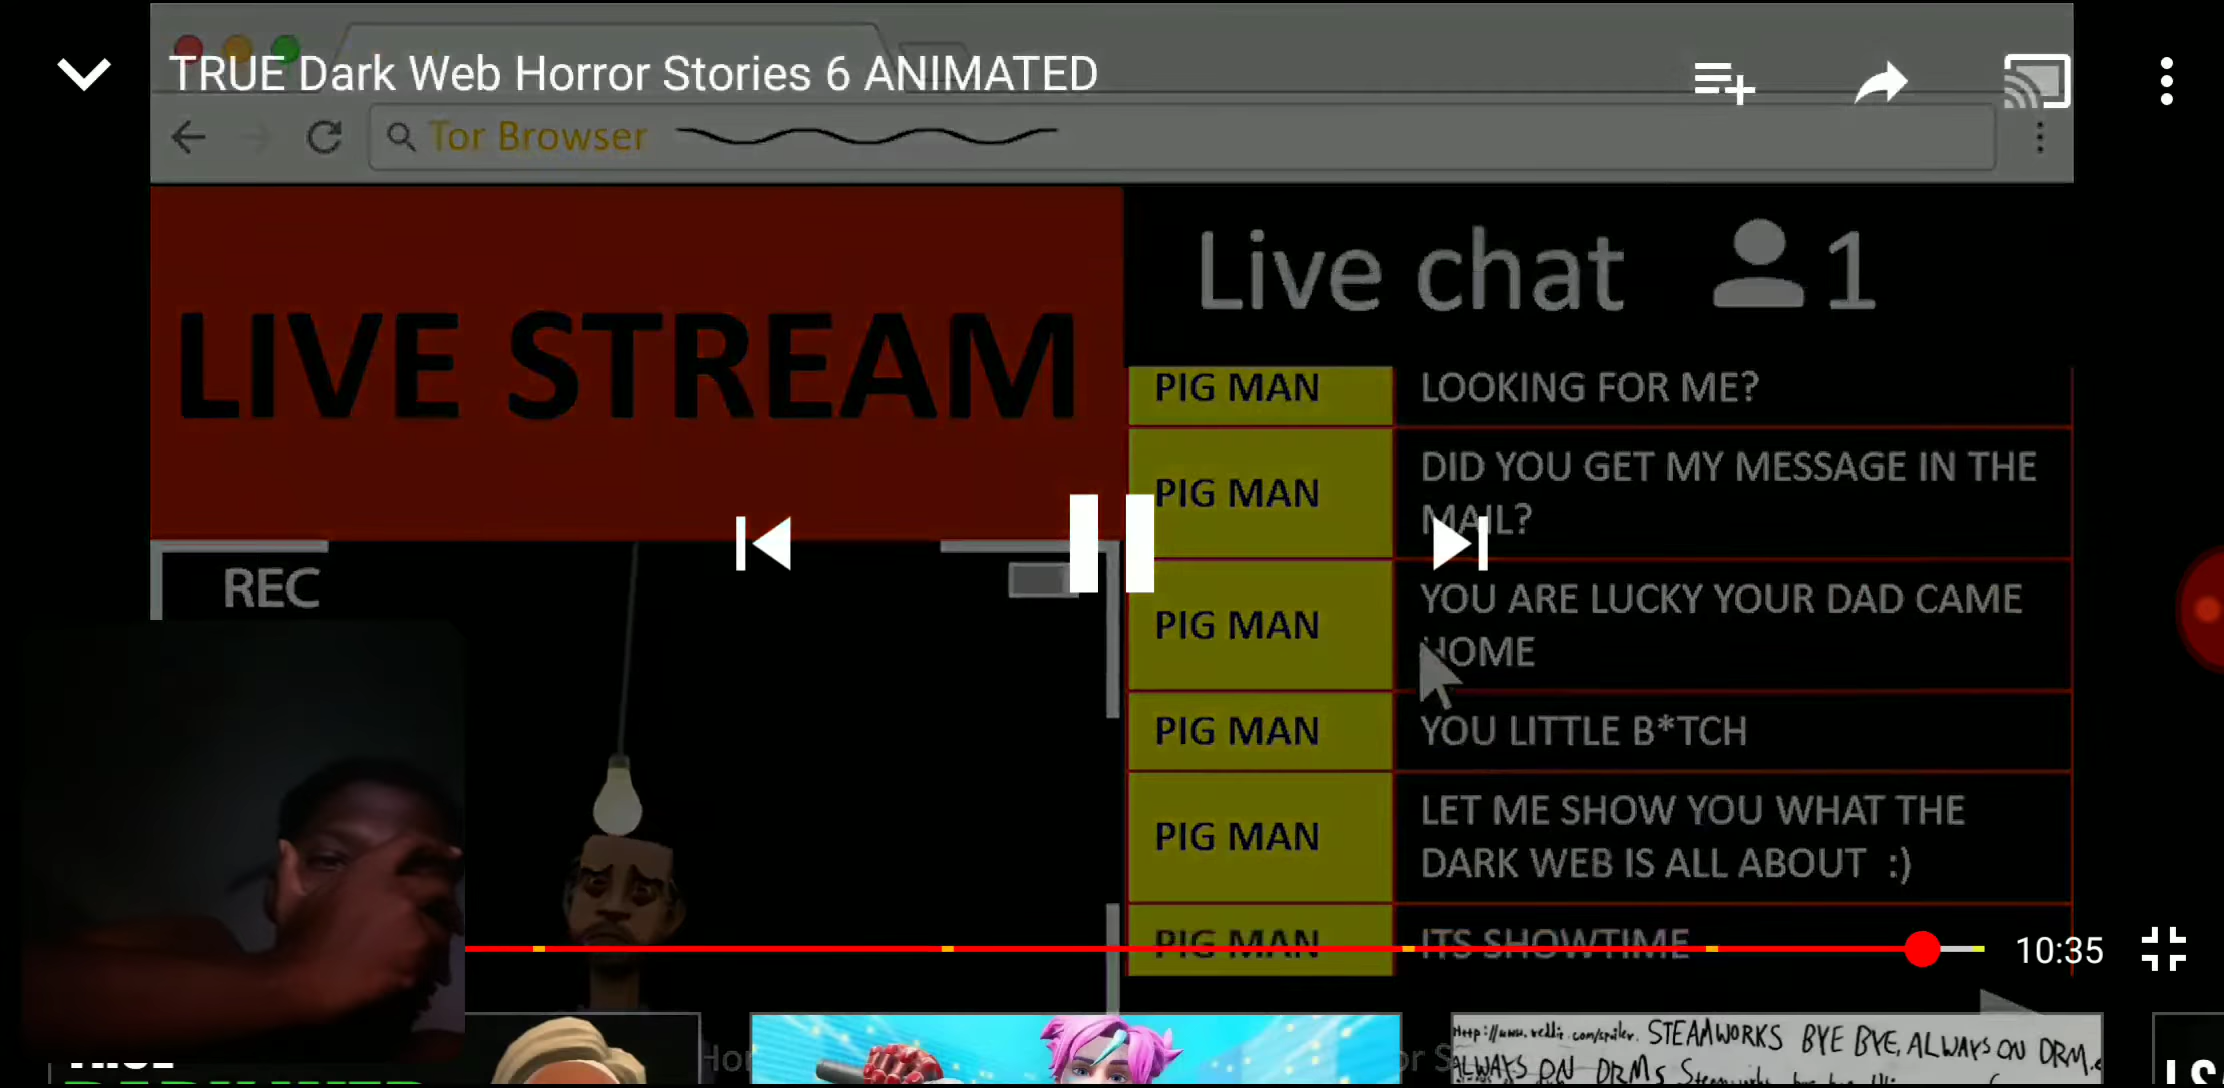 TRUE Dark Web Horror Stories 6 ANIMATED
Tor Browser
LIVE STREAM
Live chat 1
PIG MAN LOOKING FOR ME?
PIG MAN DID YOU GET MY MESSAGE IN THE
MAIL?
PIG MAN YOU ARE LUCKY YOUR DAD CAME
HOME
PIG MAN YOU LITTLE B*TCH
PIG MAN LET ME SHOW YOU WHAT THE
DARK WEB IS ALL ABOUT :)
PIG MAN ITS SHOWTIME
REC
10:35
STEAMWORKS BYE BYE, ALWAYS ON DRM.
ALWAYS ON DRMs